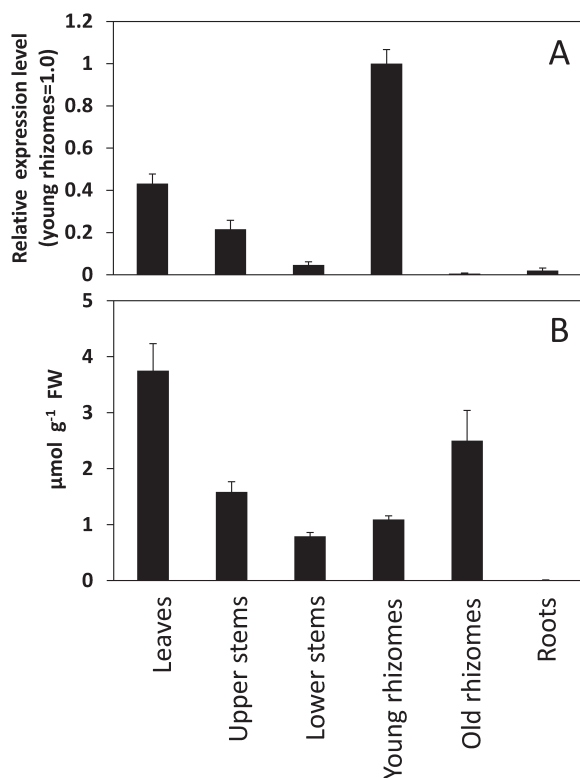 Relative expression level
(young rhizomes=1.0)
1.2
1
0.8
0.6
0.4
0.2
0
A
µmol g-1 FW
5
4
3
2
1
0
B
Leaves
Upper stems
Lower stems
Young rhizomes
Old rhizomes
Roots